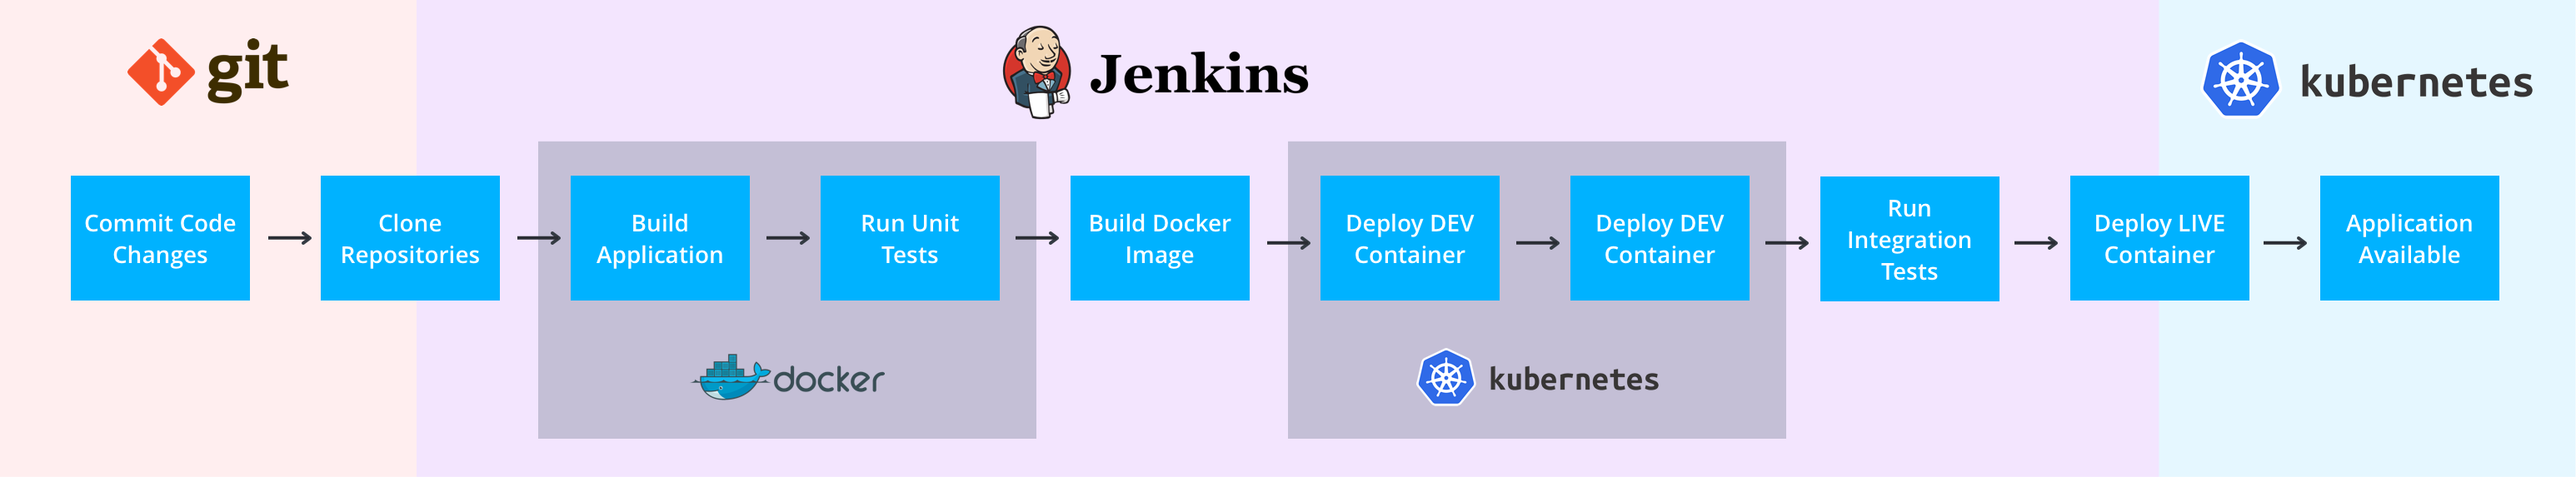 git
Jenkins
kubernetes
Commit Code
Changes
Clone
Repositories
Build
Application
Run Unit
Tests
Build Docker
Image
Deploy DEV
Container
Deploy DEV
Container
Run
Integration
Tests
Deploy LIVE
Container
Application
Available
docker
kubernetes